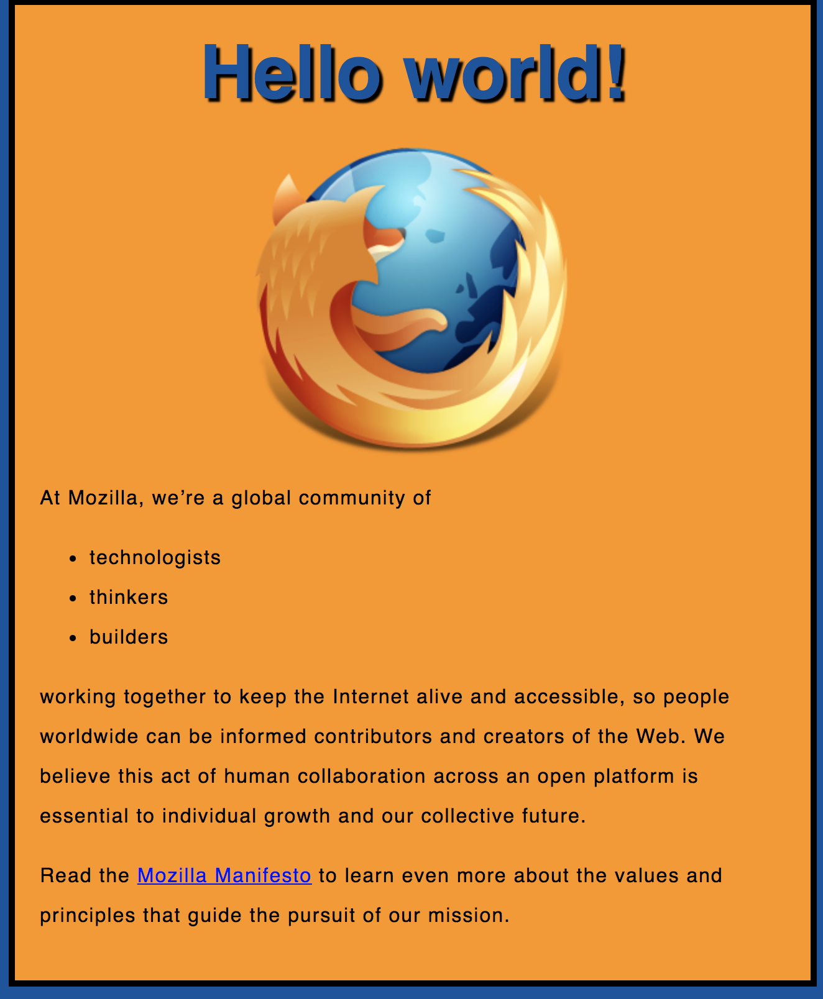 Hello world!
At Mozilla, we’re a global community of
• technologists
• thinkers
• builders
working together to keep the Internet alive and accessible, so people
worldwide can be informed contributors and creators of the Web. We
believe this act of human collaboration across an open platform is
essential to individual growth and our collective future.
Read the Mozilla Manifesto to learn even more about the values and
principles that guide the pursuit of our mission.